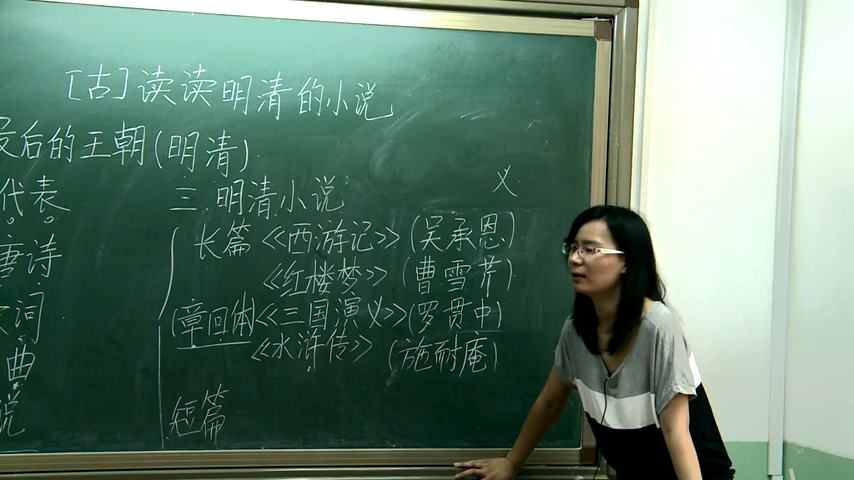 [古]读读明清的小说
最后的王朝(明清)
代表
唐诗
宋词
曲
说
三.明清小说
义
长篇《西游记》(吴承恩)
《红楼梦》(曹雪芹)
(章回体)《三国演义》(罗贯中)
《水浒传》(施耐庵)
短篇